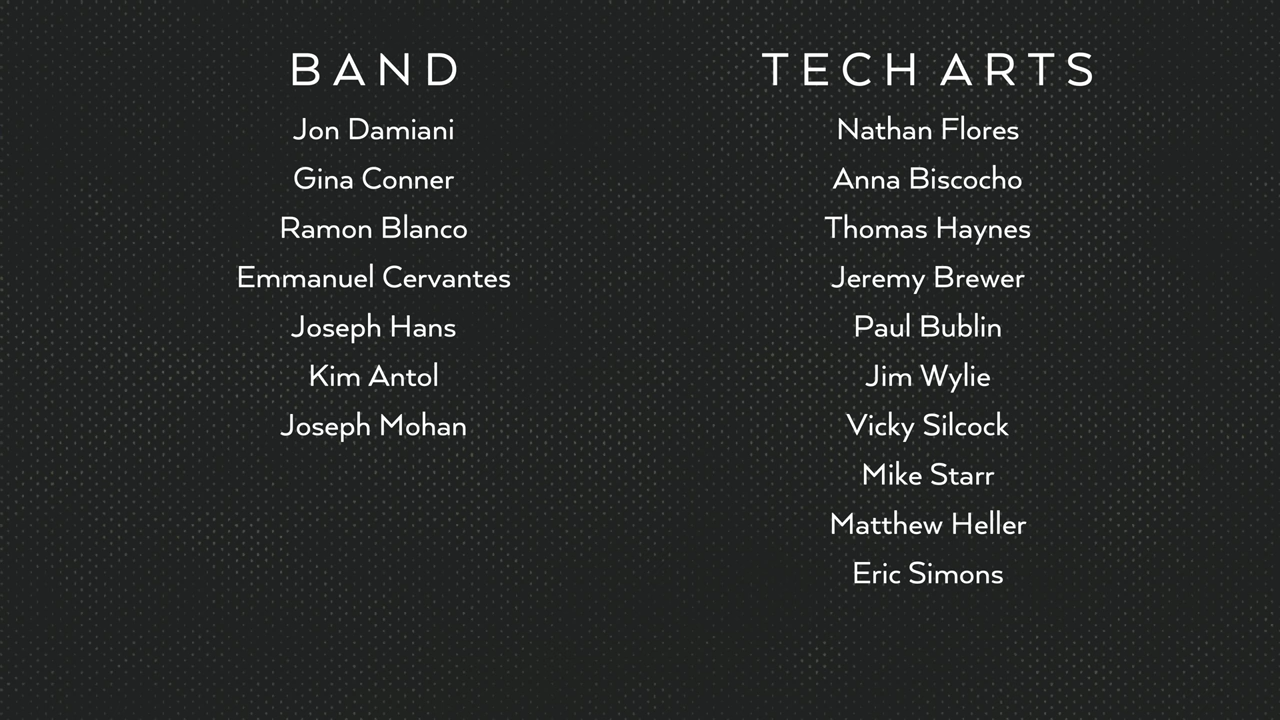 BAND
Jon Damiani
Gina Conner
Ramon Blanco
Emmanuel Cervantes
Joseph Hans
Kim Antol
Joseph Mohan
TECH ARTS
Nathan Flores
Anna Biscocho
Thomas Haynes
Jeremy Brewer
Paul Bublin
Jim Wylie
Vicky Silcock
Mike Starr
Matthew Heller
Eric Simons